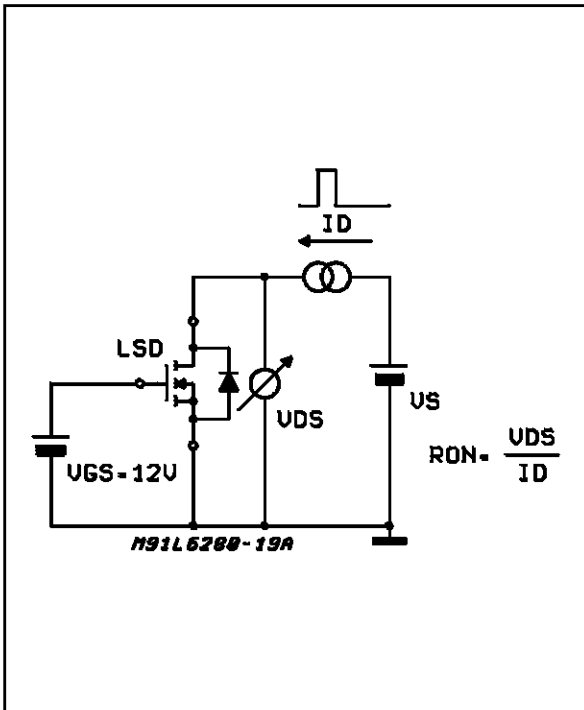 ID
LSD
VDS
VS
VGS=12V
RON= VDS
ID
M91L6280-19A